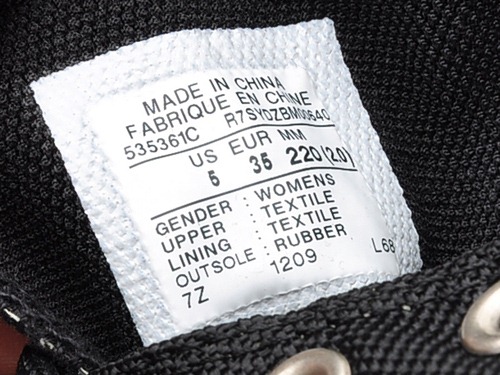 MADE IN CHINA
FABRIQUE EN CHINE
535361C R7SYDZBM00640
US EUR MM
5 35 220(2.0)
GENDER : WOMENS
UPPER : TEXTILE
LINING : TEXTILE
OUTSOLE : RUBBER
7Z 1209 L68